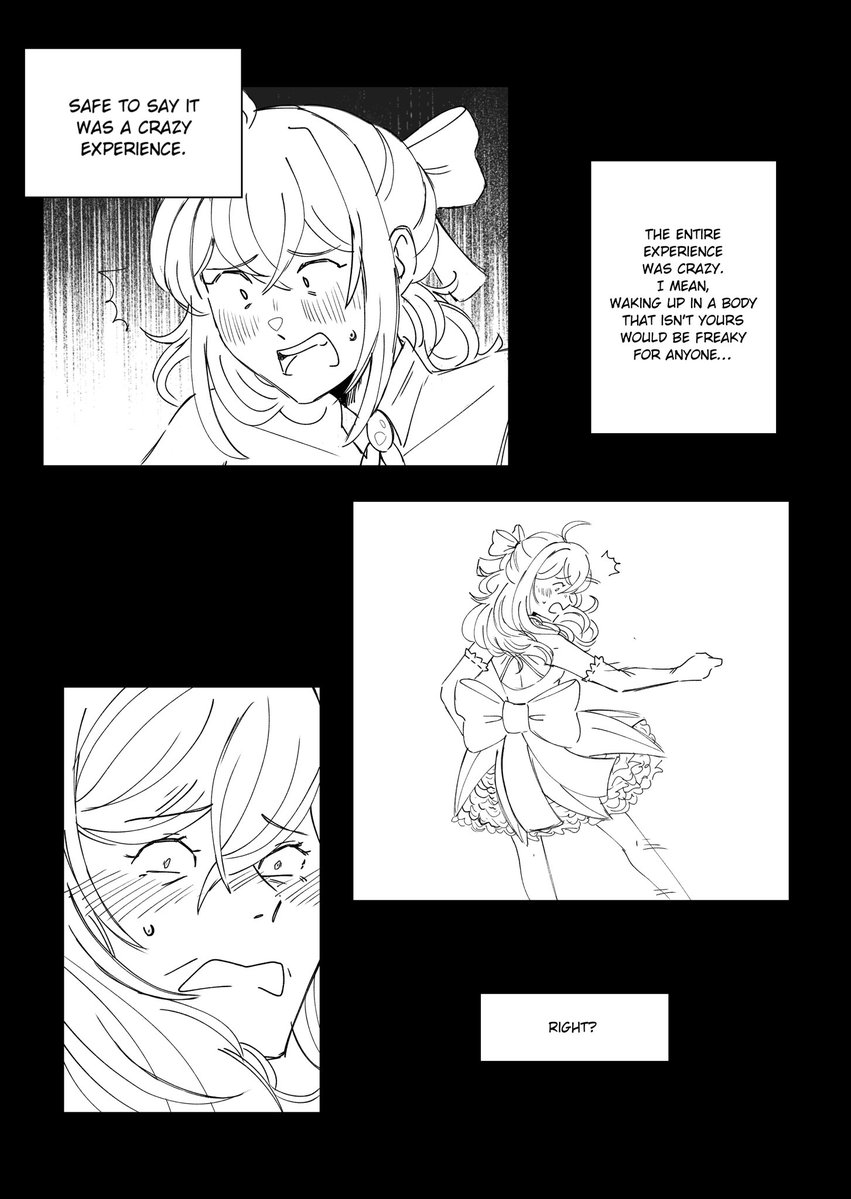 SAFE TO SAY IT
WAS A CRAZY
EXPERIENCE.
THE ENTIRE
EXPERIENCE
WAS CRAZY.
I MEAN,
WAKING UP IN A BODY
THAT ISN'T YOURS
WOULD BE FREAKY
FOR ANYONE...
RIGHT?